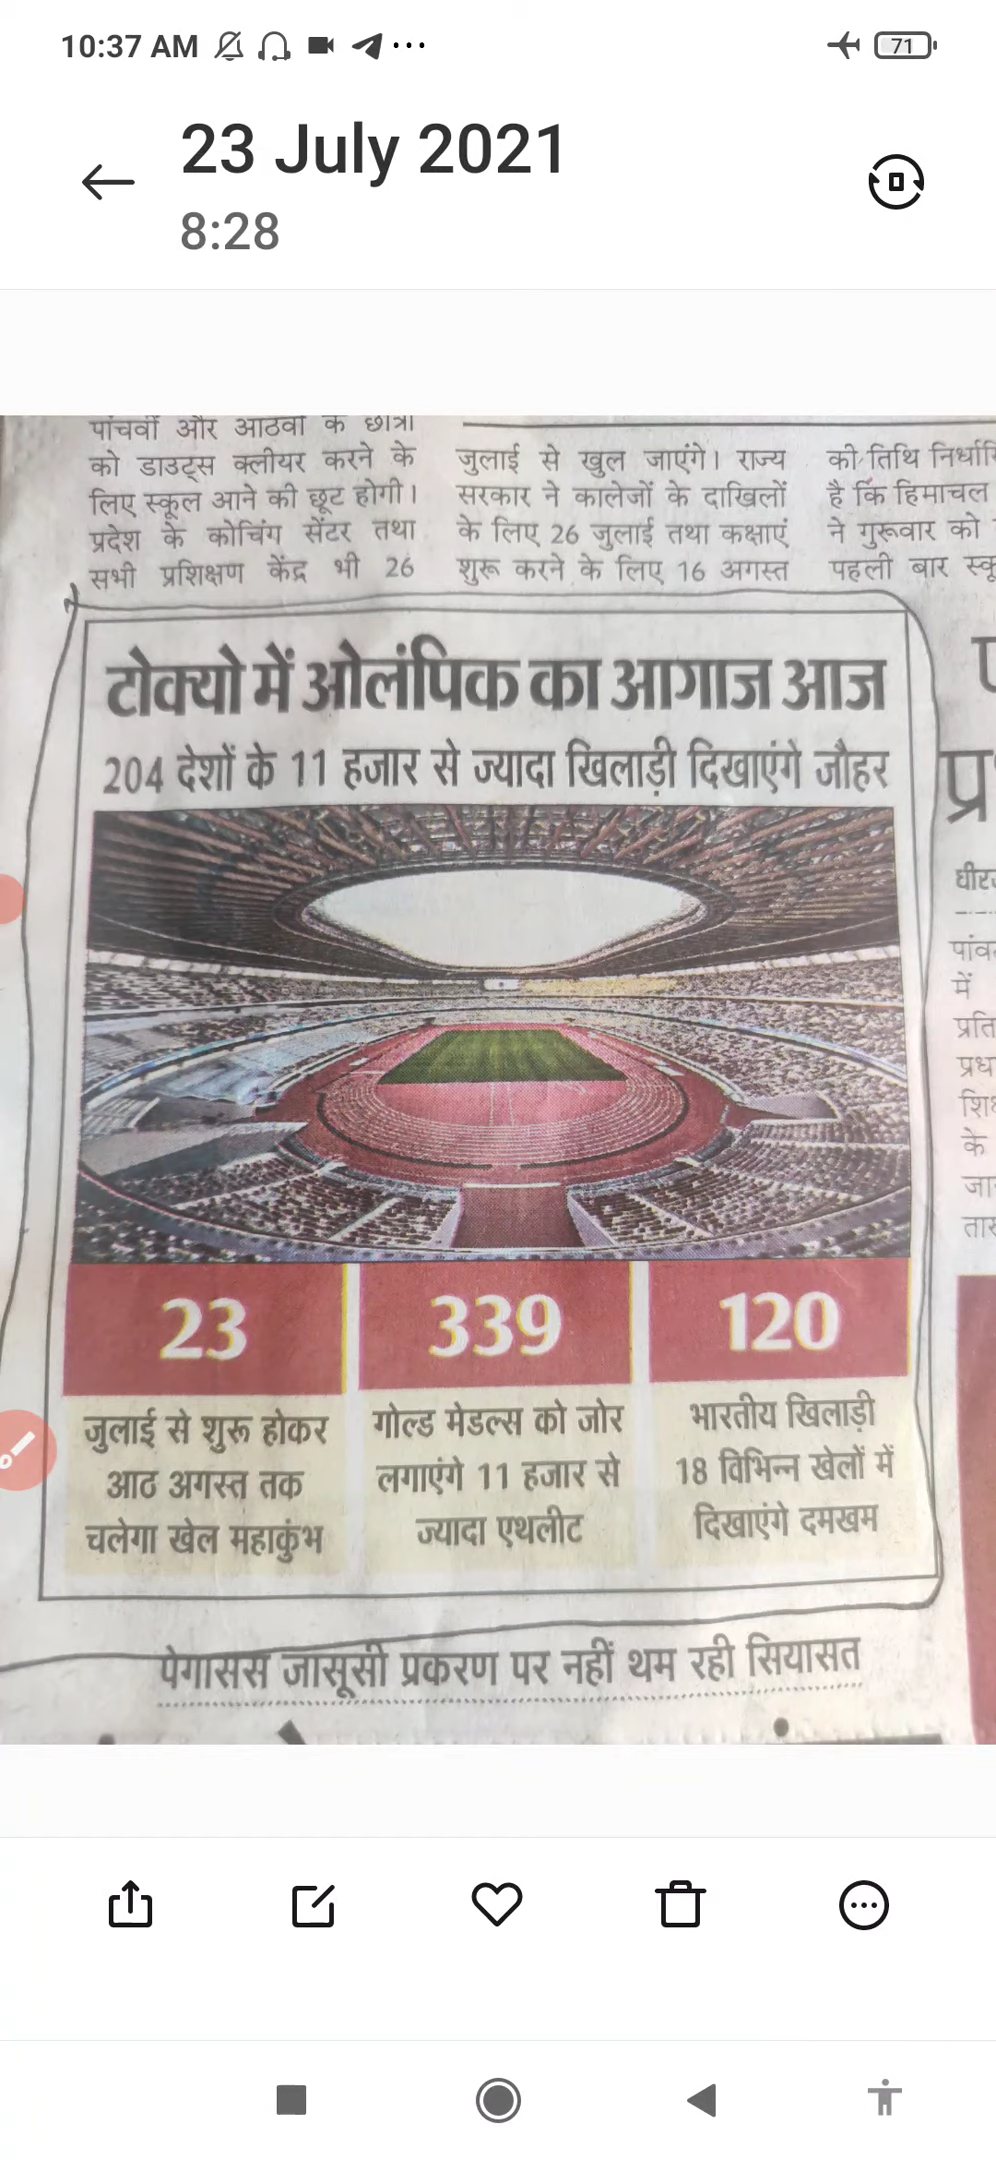 10:37 AM
71
23 July 2021
8:28
पांचवीं और आठवीं के छात्रों
को डाउट्स क्लीयर करने के
लिए स्कूल आने की छूट होगी।
प्रदेश के कोचिंग सेंटर तथा
सभी प्रशिक्षण केंद्र भी 26
जुलाई से खुल जाएंगे। राज्य
सरकार ने कालेजों के दाखिलों
के लिए 26 जुलाई तथा कक्षाएं
शुरू करने के लिए 16 अगस्त
की तिथि
है कि हिमाचल
ने गुरूवार को
पहली बार
टोक्यो में ओलंपिक का आगाज आज
204 देशों के 11 हजार से ज्यादा खिलाड़ी दिखाएंगे जौहर
23
जुलाई से शुरू होकर
आठ अगस्त तक
चलेगा खेल महाकुंभ
339
गोल्ड मेडल्स को जोर
लगाएंगे 11 हजार से
ज्यादा एथलीट
120
भारतीय खिलाड़ी
18 विभिन्न खेलों में
दिखाएंगे दमखम
में
के
पेगासस जासूसी प्रकरण पर नहीं थम रही सियासत